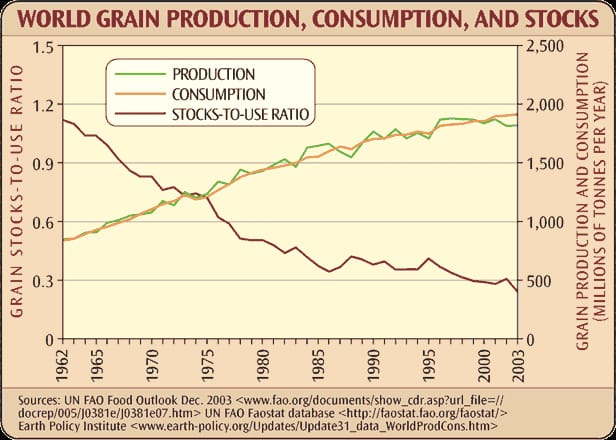 WORLD GRAIN PRODUCTION, CONSUMPTION, AND STOCKS
GRAIN STOCKS-TO-USE RATIO
1.5
1.2
0.9
0.6
0.3
0
PRODUCTION
CONSUMPTION
STOCKS-TO-USE RATIO
2,500
2,000
1,500
1,000
500
0
GRAIN PRODUCTION AND CONSUMPTION
(MILLIONS OF TONNES PER YEAR)
1962
1965
1970
1975
1980
1985
1990
1995
2000
2003
Sources: UN FAO Food Outlook Dec. 2003 <www.fao.org/documents/show_cdr.asp?url_file=//
docrep/005/J0381e/J0381e07.htm> UN FAO Faostat database <http://faostat.fao.org/faostat/>
Earth Policy Institute <www.earth-policy.org/Updates/Update31_data_WorldProdCons.htm>